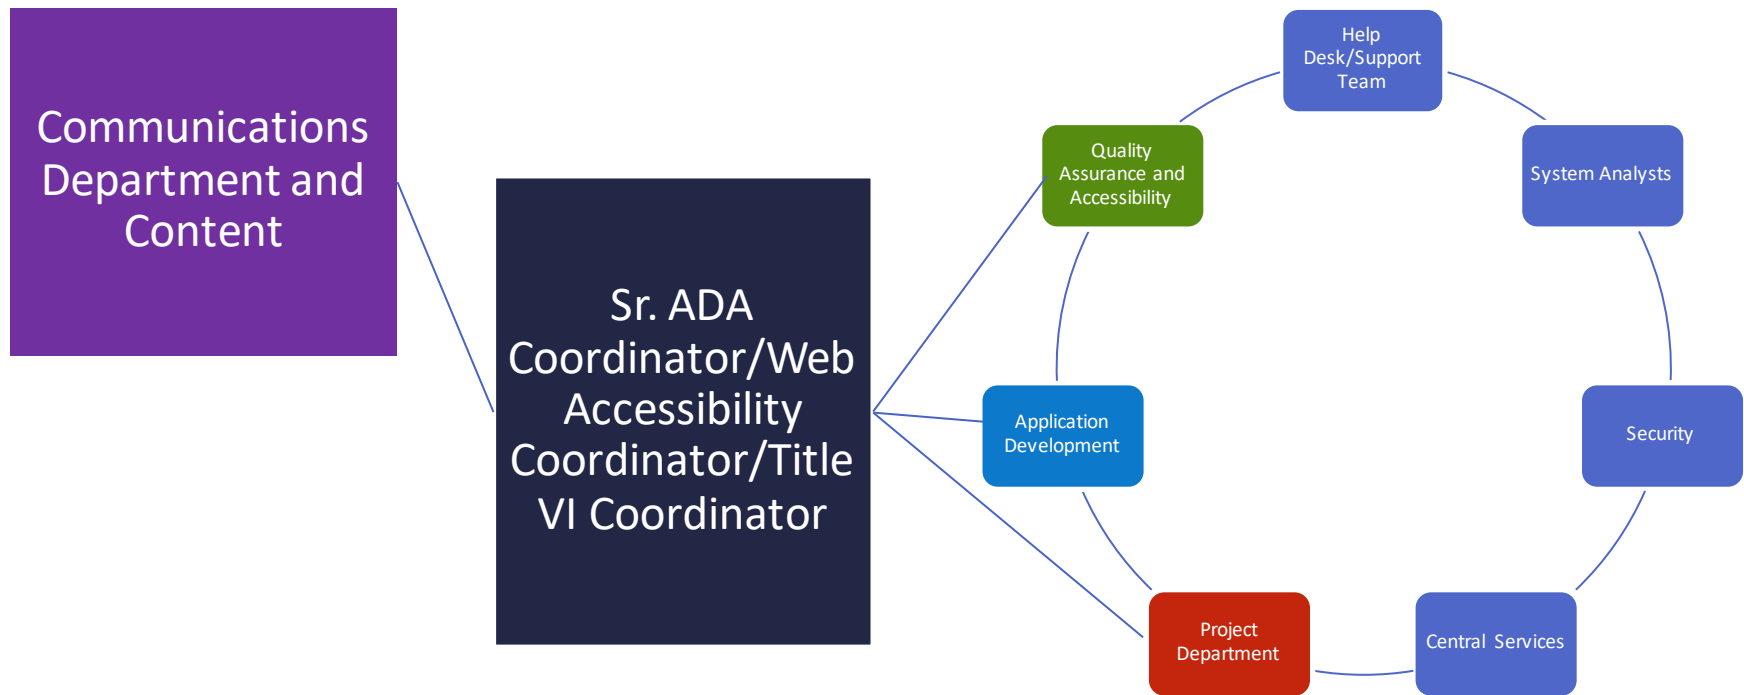 Communications
Department and
Content
Sr. ADA
Coordinator/Web
Accessibility
Coordinator/Title
VI Coordinator
Help
Desk/Support
Team
Quality
Assurance and
Accessibility
System Analysts
Application
Development
Security
Project
Department
Central Services